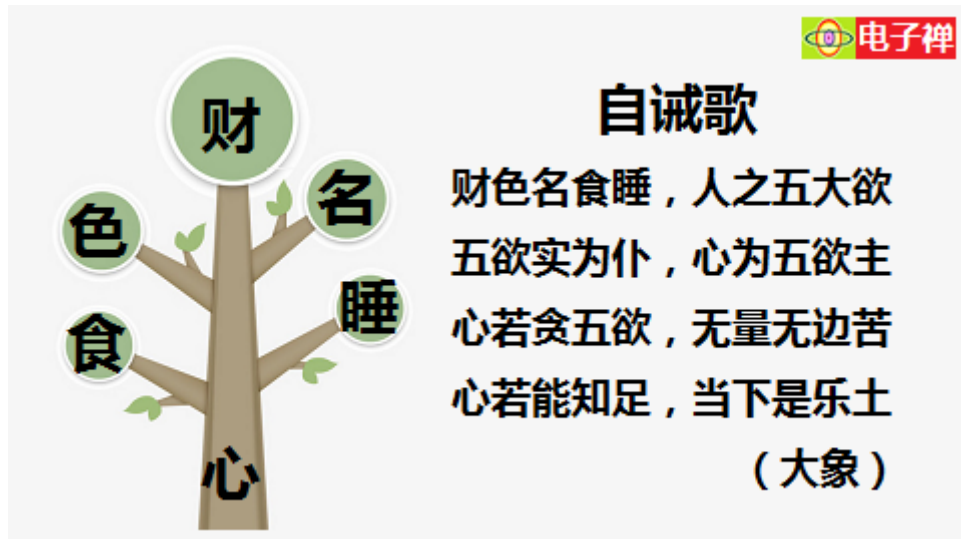 电子禅
自诫歌
财色名食睡，人之五大欲
五欲实为仆，心为五欲主
心若贪五欲，无量无边苦
心若能知足，当下是乐土
（大象）
财
名
色
睡
食
心